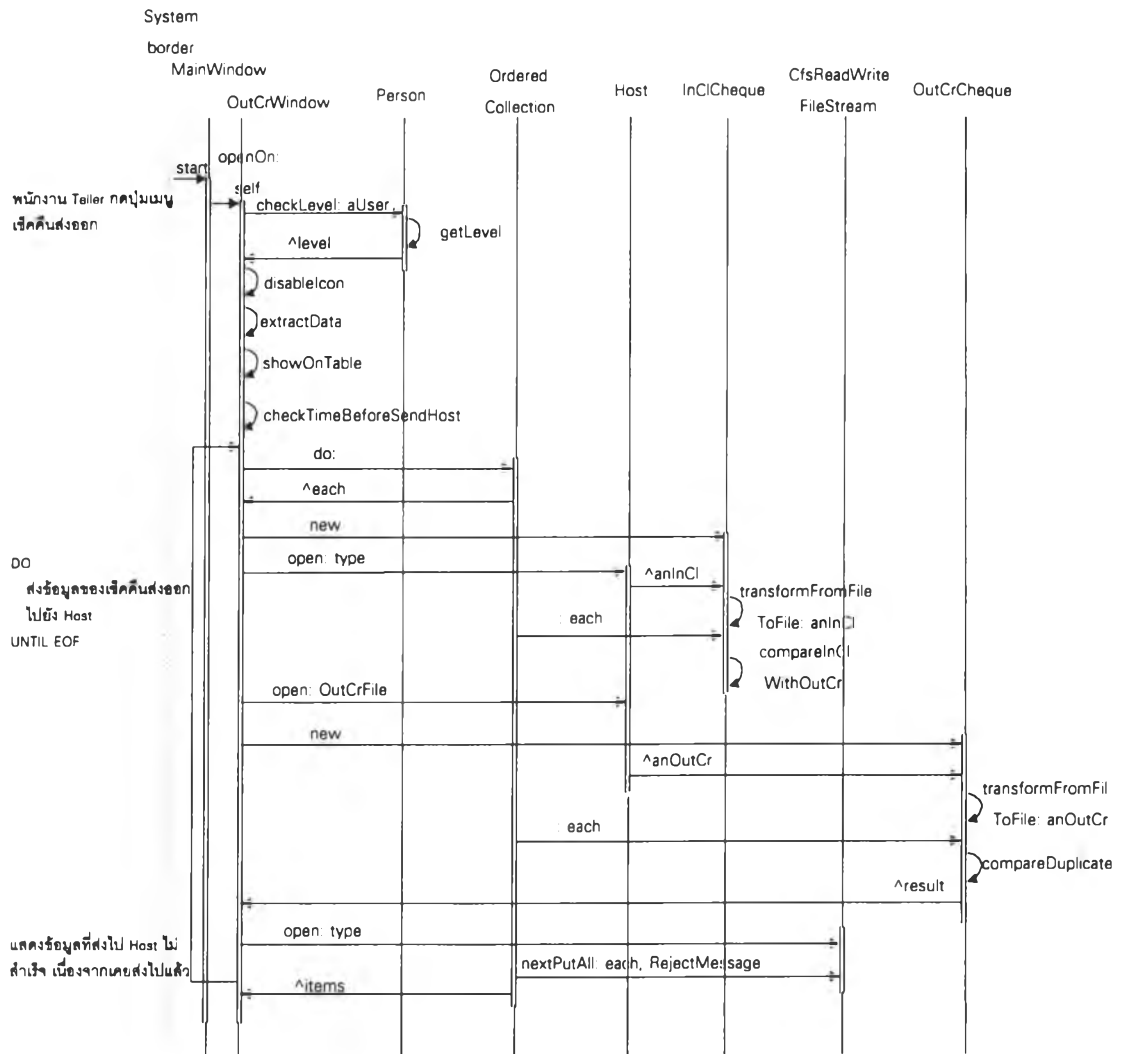 System
border
MainWindow
OutCrWindow
Person
Ordered
Collection
Host
InClCheque
CfsReadWrite
FileStream
OutCrCheque
openOn:
start
self
พนักงาน Teller กดปุ่มเมนู
เช็คคืนส่งออก
checkLevel: aUser
getLevel
^level
disableIcon
extractData
showOnTable
checkTimeBeforeSendHost
do:
^each
new
open: type
^anInCl
transformFromFile
ToFile: anInCl
: each
compareInCl
WithOutCr
DO
ส่งข้อมูลของเช็คคืนส่งออก
ไปยัง Host
UNTIL EOF
open: OutCrFile
new
^anOutCr
transformFromFil
ToFile: anOutCr
: each
compareDuplicate
^result
open: type
แสดงข้อมูลที่ส่งไป Host ไม่
สำเร็จ เนื่องจากเคยส่งไปแล้ว
nextPutAll: each, RejectMessage
^items